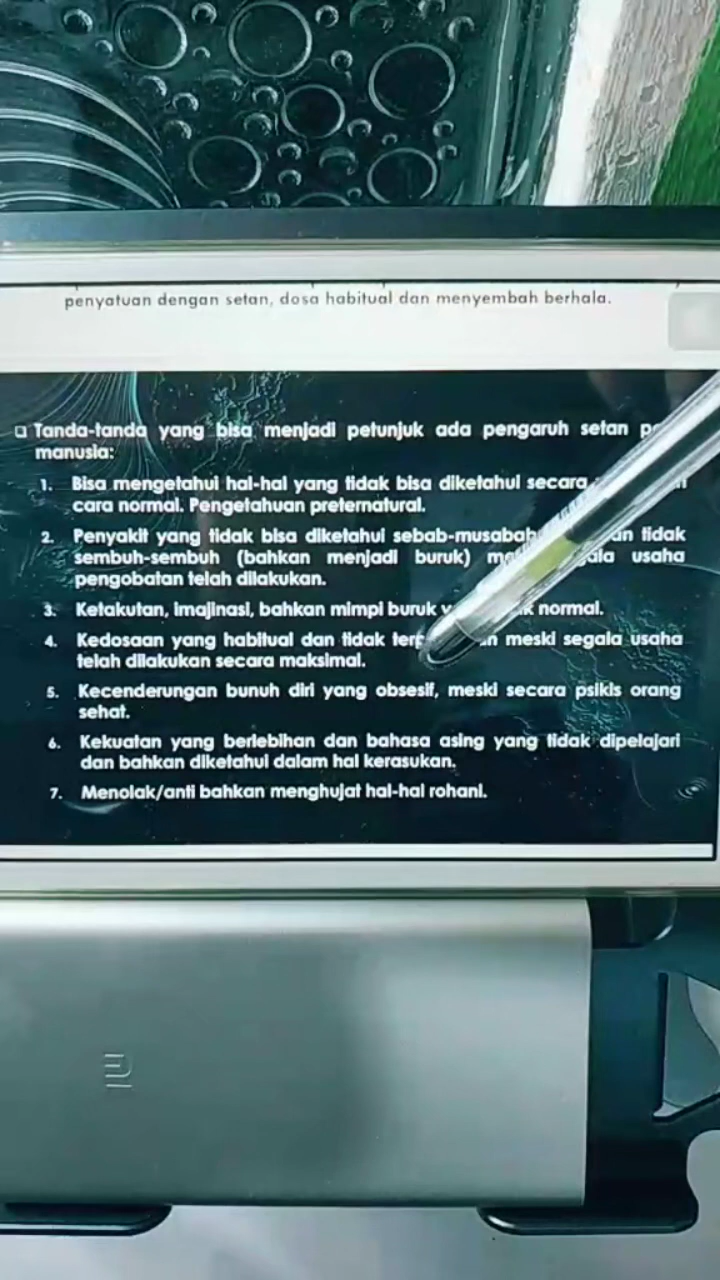 penyatuan dengan setan, dosa habitual dan menyembah berhala.
Tanda-tanda yang bisa menjadi petunjuk ada pengaruh setan
manusia:
1. Bisa mengetahui hal-hal yang tidak bisa diketahui secara
cara normal. Pengetahuan preternatural.
2. Penyakit yang tidak bisa diketahui sebab-musabab tidak
sembuh-sembuh (bahkan menjadi buruk) usaha
pengobatan telah dilakukan.
3. Ketakutan, imajinasi, bahkan mimpi buruk normal.
4. Kedosaan yang habitual dan tidak meski segala usaha
telah dilakukan secara maksimal.
5. Kecenderungan bunuh diri yang obsesif, meski secara psikis orang
sehat.
6. Kekuatan yang berlebihan dan bahasa asing yang tidak dipelajari
dan bahkan diketahui dalam hal kerasukan.
7. Menolak/anti bahkan menghujat hal-hal rohani.